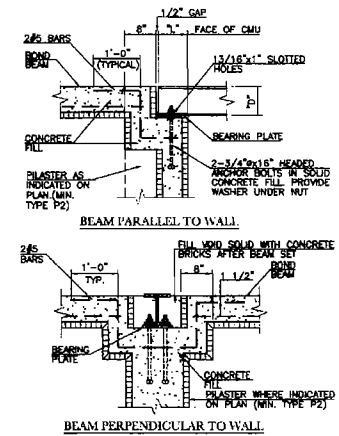 1/2" GAP
8" "L" FACE OF CMU
2#5 BARS
1'-0"
(TYPICAL)
BOND
BEAM
13/16"x1" SLOTTED
HOLES
"D"
CONCRETE
FILL
BEARING PLATE
PILASTER AS
INDICATED ON
PLAN.(MIN.
TYPE P2)
2-3/4"øx16" HEADED
ANCHOR BOLTS IN SOLID
CONCRETE FILL. PROVIDE
WASHER UNDER NUT
BEAM PARALLEL TO WALL
2#5
BARS
1'-0"
TYP.
FILL VOID SOLID WITH CONCRETE
BRICKS AFTER BEAM SET
8"
BOND
BEAM
1 1/2"
BEARING
PLATE
CONCRETE
FILL
PILASTER WHERE INDICATED
ON PLAN (MIN. TYPE P2)
BEAM PERPENDICULAR TO WALL